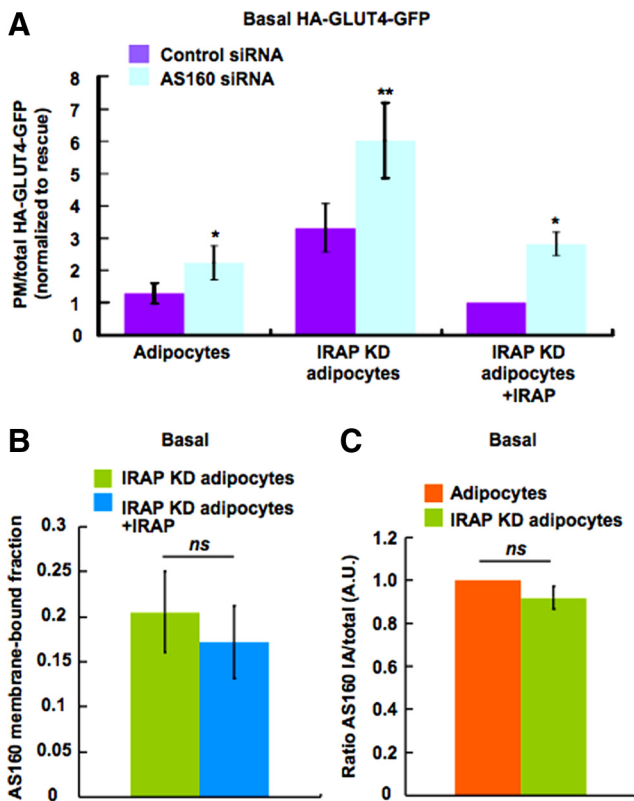 A
Basal HA-GLUT4-GFP
Control siRNA
AS160 siRNA
PM/total HA-GLUT4-GFP
(normalized to rescue)
8
7
6
5
4
3
2
1
0
*
**
*
Adipocytes
IRAP KD
adipocytes
IRAP KD
adipocytes
+IRAP
B
Basal
IRAP KD adipocytes
IRAP KD adipocytes
+IRAP
AS160 membrane-bound fraction
0.3
0.25
0.2
0.15
0.1
0.05
0
ns
C
Basal
Adipocytes
IRAP KD adipocytes
Ratio AS160 IA/total (A.U.)
1.2
1.0
0.8
0.6
0.4
0.2
0
ns